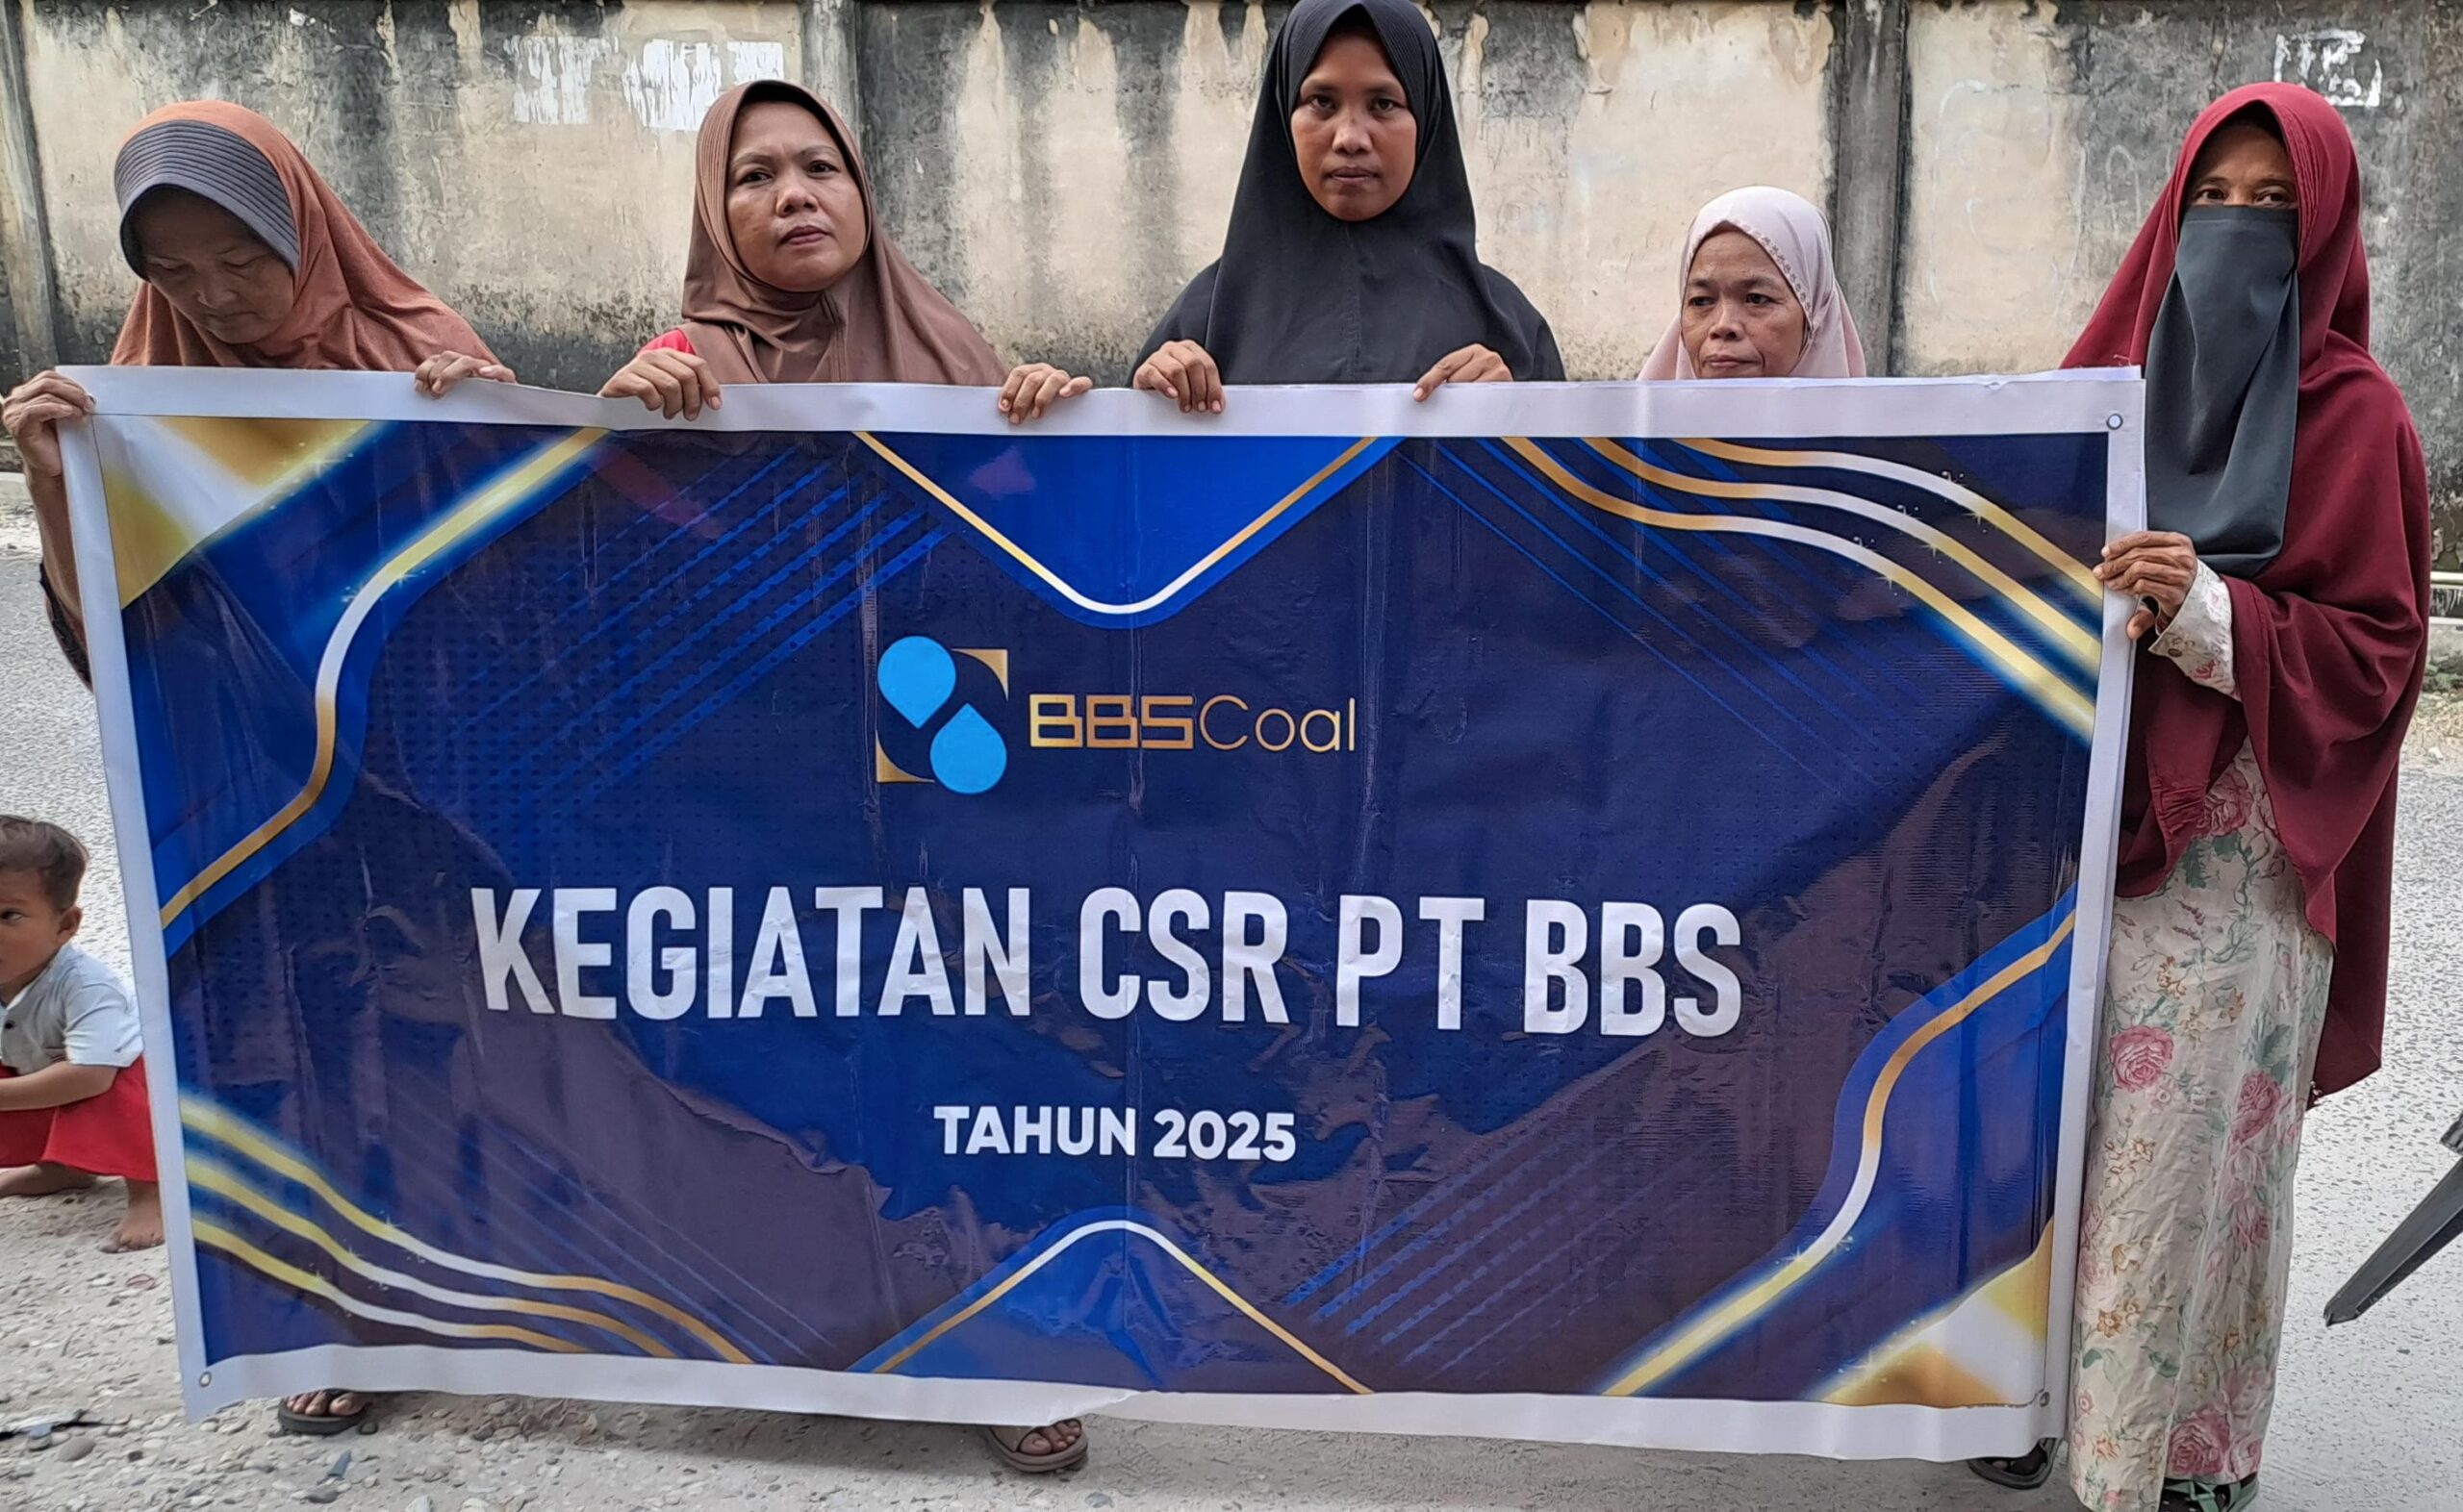 BBSCoal
KEGIATAN CSR PT BBS
TAHUN 2025